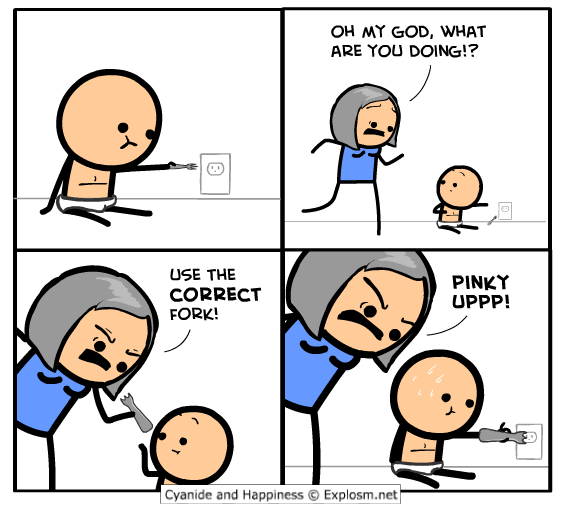 OH MY GOD, WHAT
ARE YOU DOING!?
USE THE
CORRECT
FORK!
PINKY
UPPP!
Cyanide and Happiness © Explosm.net